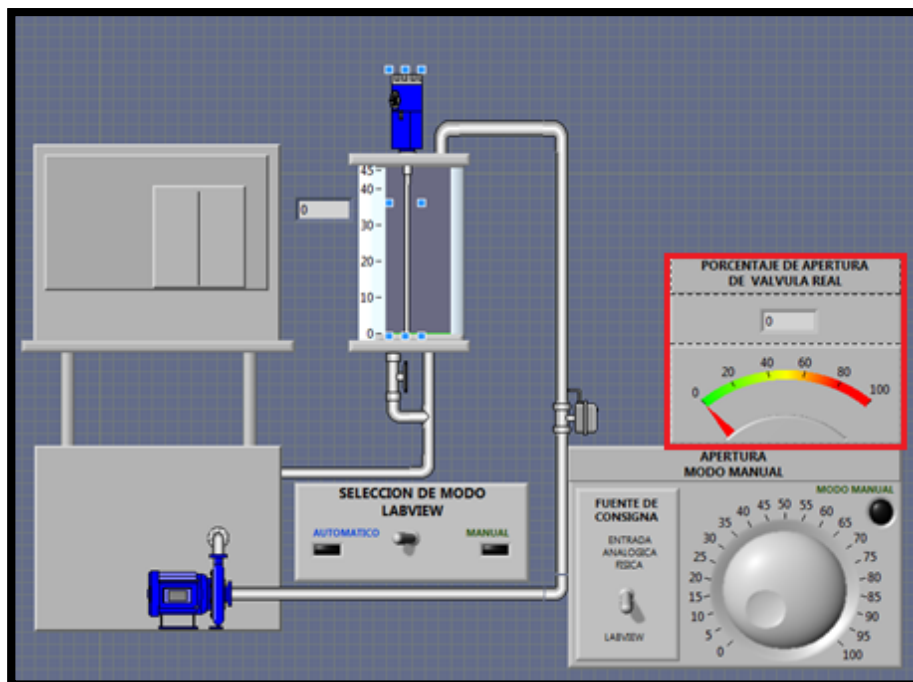 45
40
30
20
10
0
0
PORCENTAJE DE APERTURA
DE VALVULA REAL
0
0 20 40 60 80 100
SELECCION DE MODO
LABVIEW
AUTOMATICO
MANUAL
APERTURA
MODO MANUAL
FUENTE DE
CONSIGNA
ENTRADA
ANALOGICA
FISICA
LABVIEW
MODO MANUAL
0 5 10 15 20 25 30 35 40 45 50 55 60 65 70 75 80 85 90 95 100